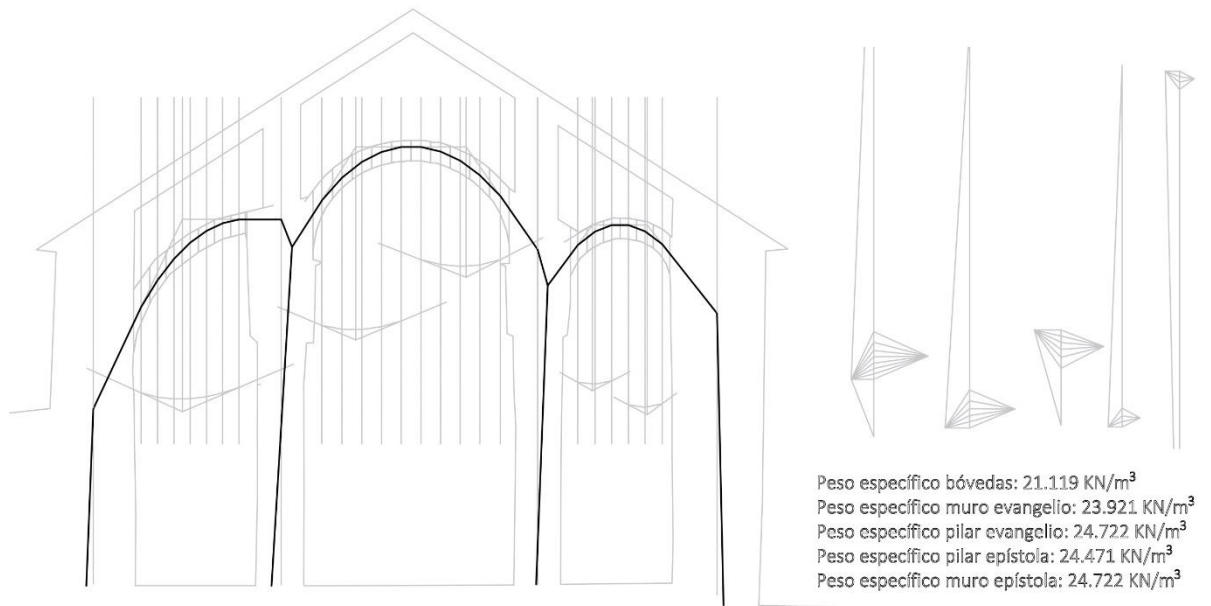 Peso específico bóvedas: 21.119 KN/m³
Peso específico muro evangelio: 23.921 KN/m³
Peso específico pilar evangelio: 24.722 KN/m³
Peso específico pilar epístola: 24.471 KN/m³
Peso específico muro epístola: 24.722 KN/m³